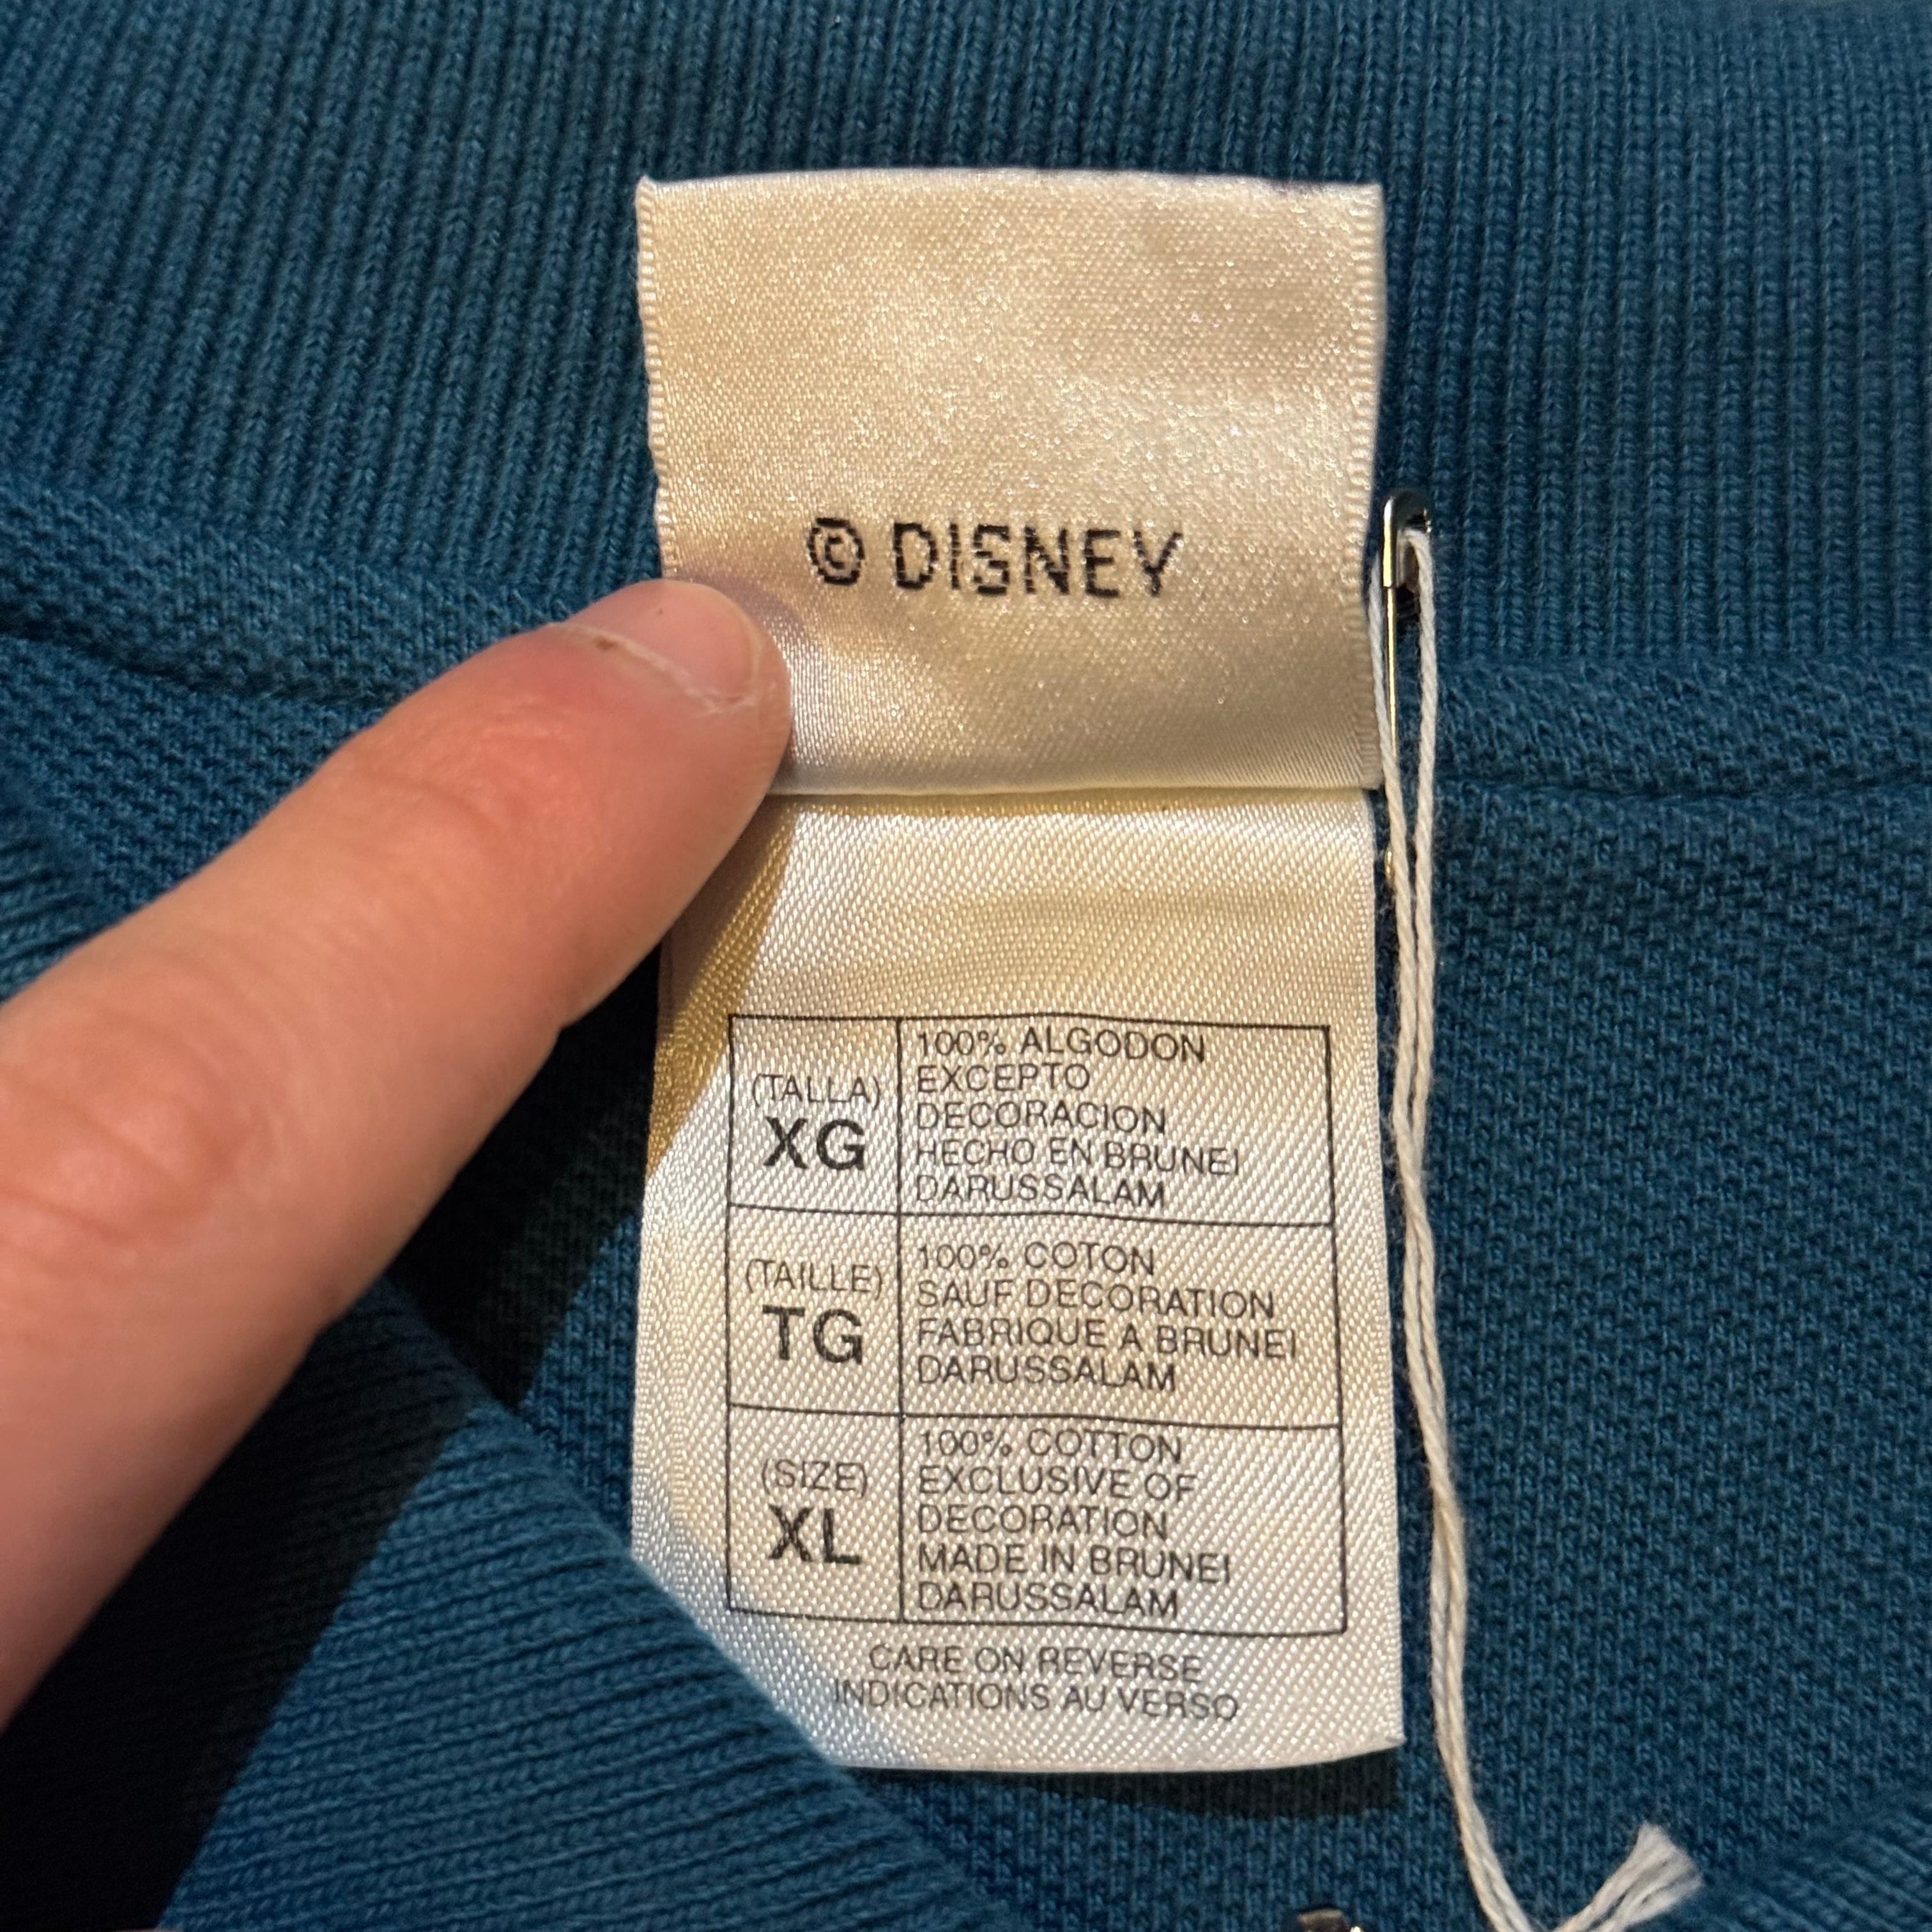 © DISNEY
(TALLA)
XG
100% ALGODON
EXCEPTO
DECORACION
HECHO EN BRUNEI
DARUSSALAM
(TAILLE)
TG
100% COTON
SAUF DECORATION
FABRIQUE A BRUNEI
DARUSSALAM
(SIZE)
XL
100% COTTON
EXCLUSIVE OF
DECORATION
MADE IN BRUNEI
DARUSSALAM
CARE ON REVERSE
INDICATIONS AU VERSO